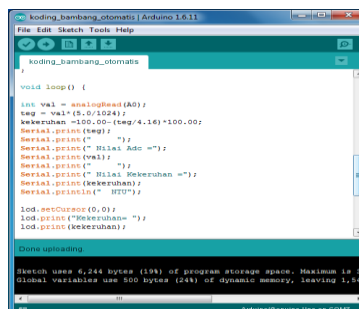 koding_bambang_otomatis | Arduino 1.6.11
File Edit Sketch Tools Help
koding_bambang_otomatis
}
void loop() {
int val = analogRead(A0);
teg = val*(5.0/1024);
kekeruhan =100.00-(teg/4.16)*100.00;
Serial.print(teg);
Serial.print("     ");
Serial.print(" Nilai Adc =");
Serial.print(val);
Serial.print("     ");
Serial.print(" Nilai Kekeruhan =");
Serial.print(kekeruhan);
Serial.println("  NTU");
lcd.setCursor(0,0);
lcd.print("Kekeruhan= ");
lcd.print(kekeruhan);
Done uploading.
Sketch uses 6,244 bytes (19%) of program storage space. Maximum is
Global variables use 500 bytes (24%) of dynamic memory, leaving 1,54